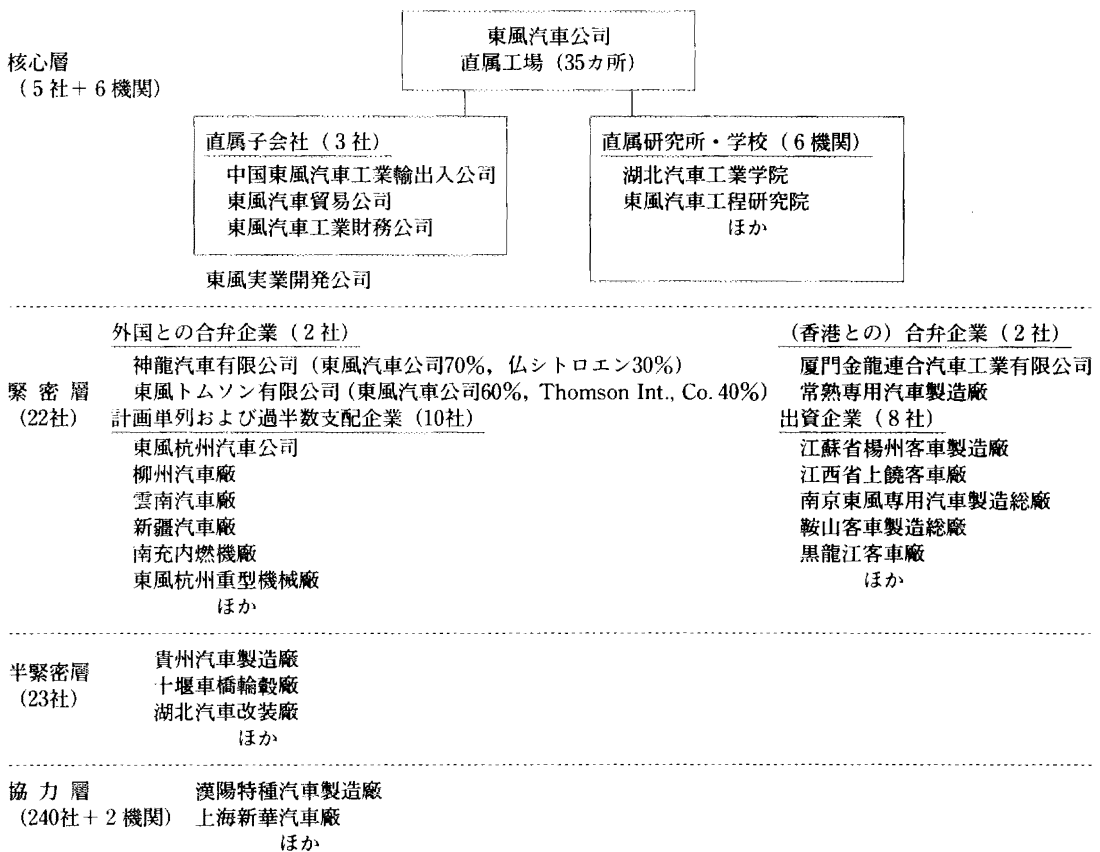 東風汽車公司
直属工場（35カ所）
核心層
（5社＋6機関）
直属子会社（3社）
中国東風汽車工業輸出入公司
東風汽車貿易公司
東風汽車工業財務公司
直属研究所・学校（6機関）
湖北汽車工業学院
東風汽車工程研究院
ほか
東風実業開発公司
緊密層
(22社)
外国との合弁企業（2社）
神龍汽車有限公司（東風汽車公司70%，仏シトロエン30%）
東風トムソン有限公司（東風汽車公司60%，Thomson Int., Co. 40%）
計画単列および過半数支配企業（10社）
東風杭州汽車公司
柳州汽車廠
雲南汽車廠
新疆汽車廠
南充内燃機廠
東風杭州重型機械廠
ほか
(香港との）合弁企業（2社）
厦門金龍連合汽車工業有限公司
常熟専用汽車製造廠
出資企業（8社）
江蘇省楊州客車製造廠
江西省上饒客車廠
南京東風専用汽車製造総廠
鞍山客車製造総廠
黒龍江客車廠
ほか
半緊密層
(23社)
貴州汽車製造廠
十堰車橋輪轂廠
湖北汽車改装廠
ほか
協力層
(240社＋2機関)
漢陽特種汽車製造廠
上海新華汽車廠
ほか